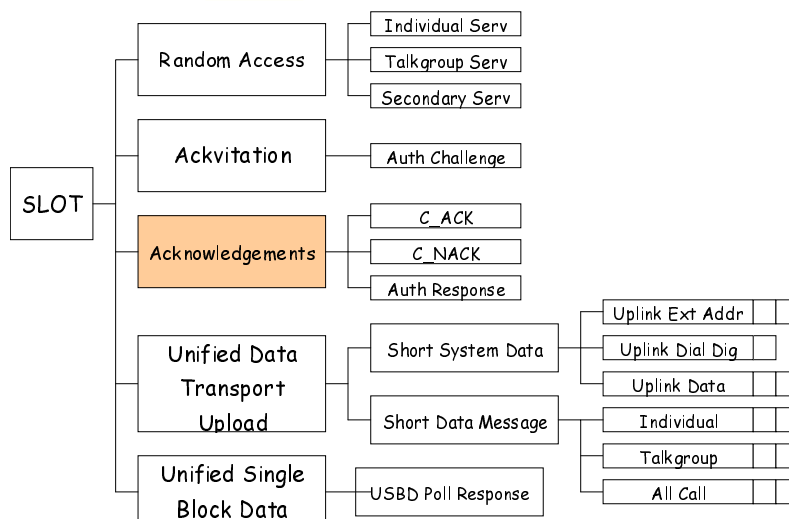 SLOT
Random Access
Individual Serv
Talkgroup Serv
Secondary Serv
Ackvitation
Auth Challenge
Acknowledgements
C_ACK
C_NACK
Auth Response
Unified Data
Transport
Upload
Short System Data
Uplink Ext Addr
Uplink Dial Dig
Uplink Data
Short Data Message
Individual
Talkgroup
All Call
Unified Single
Block Data
USBD Poll Response